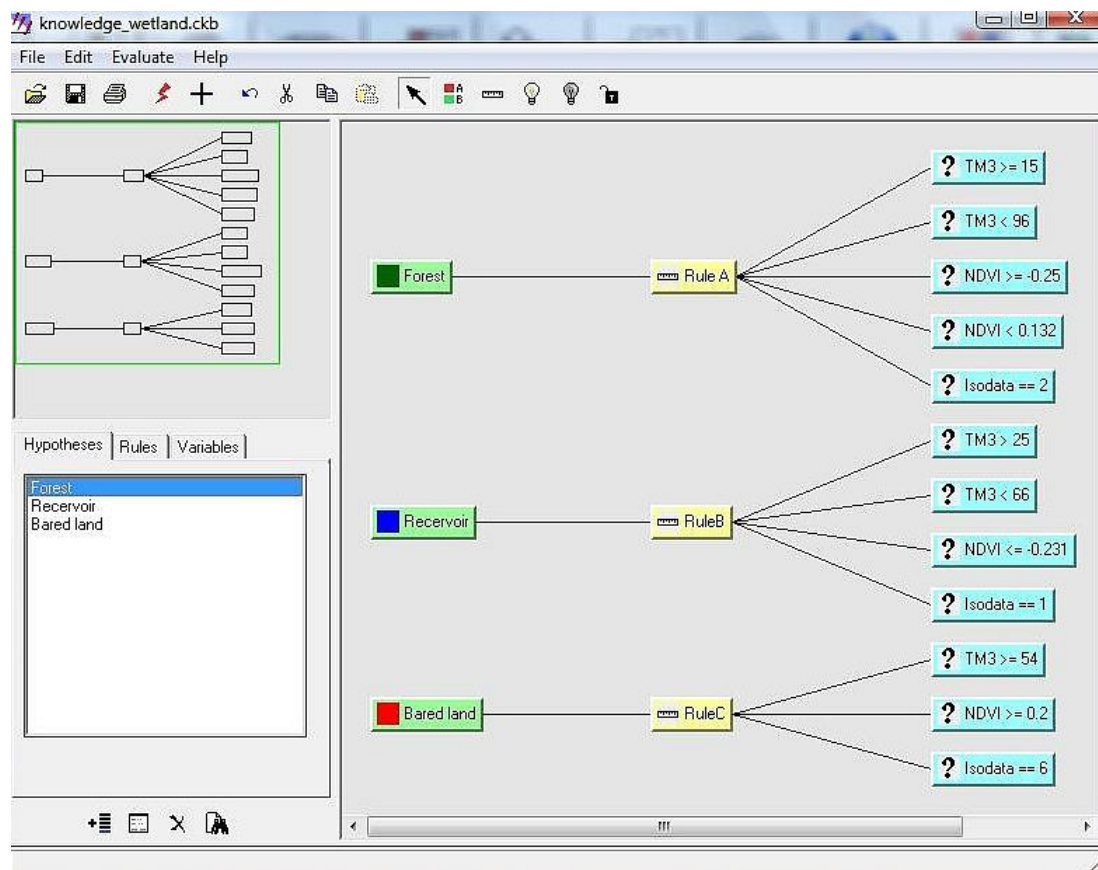 knowledge_wetland.ckb
File Edit Evaluate Help
A
B
Hypotheses Rules Variables
Forest
Recervoir
Bared land
Forest
Rule A
? TM3 >= 15
? TM3 < 96
? NDVI >= -0.25
? NDVI < 0.132
? Isodata == 2
Recervoir
RuleB
? TM3 > 25
? TM3 < 66
? NDVI <= -0.231
? Isodata == 1
Bared land
RuleC
? TM3 >= 54
? NDVI >= 0.2
? Isodata == 6